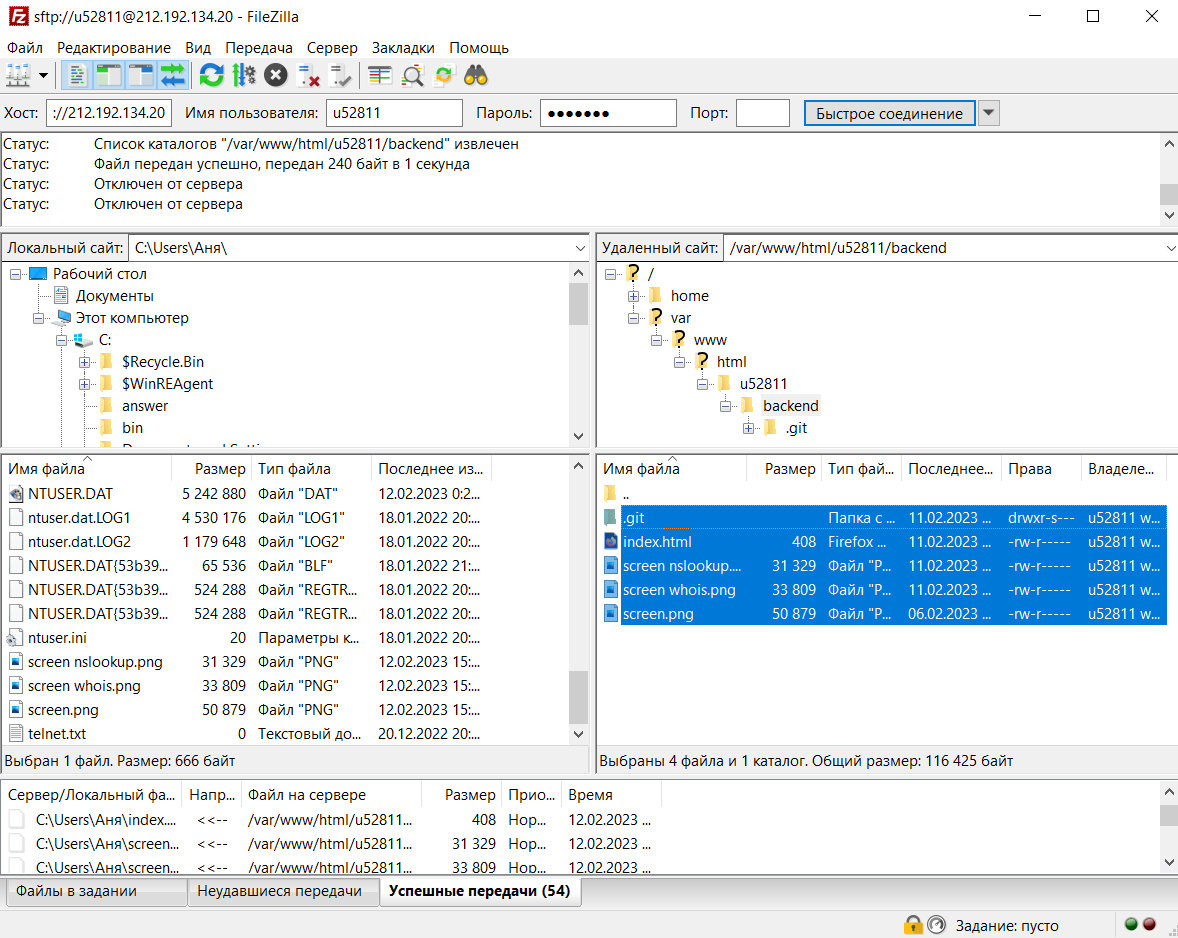 sftp://u52811@212.192.134.20 - FileZilla
Файл Редактирование Вид Передача Сервер Закладки Помощь
Хост: ://212.192.134.20 Имя пользователя: u52811 Пароль: ●●●●●●● Порт: Быстрое соединение
Статус: Список каталогов "/var/www/html/u52811/backend" извлечен
Статус: Файл передан успешно, передан 240 байт в 1 секунда
Статус: Отключен от сервера
Статус: Отключен от сервера
Локальный сайт: C:\Users\Аня\
Рабочий стол
Документы
Этот компьютер
C:
$Recycle.Bin
$WinREAgent
answer
bin
Удаленный сайт: /var/www/html/u52811/backend
/
home
var
www
html
u52811
backend
.git
Имя файла Размер Тип файла Последнее из...
NTUSER.DAT 5 242 880 Файл "DAT" 12.02.2023 0:2...
ntuser.dat.LOG1 4 530 176 Файл "LOG1" 18.01.2022 20:...
ntuser.dat.LOG2 1 179 648 Файл "LOG2" 18.01.2022 20:...
NTUSER.DAT{53b39... 65 536 Файл "BLF" 18.01.2022 21:...
NTUSER.DAT{53b39... 524 288 Файл "REGTR... 18.01.2022 20:...
NTUSER.DAT{53b39... 524 288 Файл "REGTR... 18.01.2022 20:...
ntuser.ini 20 Параметры к... 18.01.2022 20:...
screen nslookup.png 31 329 Файл "PNG" 12.02.2023 15:...
screen whois.png 33 809 Файл "PNG" 12.02.2023 15:...
screen.png 50 879 Файл "PNG" 12.02.2023 15:...
telnet.txt 0 Текстовый до... 20.12.2022 20:...
Выбран 1 файл. Размер: 666 байт
Имя файла Размер Тип фай... Последнее... Права Владеле...
..
.git Папка с ... 11.02.2023 ... drwxr-s--- u52811 w...
index.html 408 Firefox ... 11.02.2023 ... -rw-r----- u52811 w...
screen nslookup.... 31 329 Файл "P... 11.02.2023 ... -rw-r----- u52811 w...
screen whois.png 33 809 Файл "P... 11.02.2023 ... -rw-r----- u52811 w...
screen.png 50 879 Файл "P... 06.02.2023 ... -rw-r----- u52811 w...
Выбраны 4 файла и 1 каталог. Общий размер: 116 425 байт
Сервер/Локальный фа... Напр... Файл на сервере Размер Прио... Время
C:\Users\Аня\index.... <<-- /var/www/html/u52811... 408 Нор... 12.02.2023 ...
C:\Users\Аня\screen... <<-- /var/www/html/u52811... 31 329 Нор... 12.02.2023 ...
C:\Users\Аня\screen... <<-- /var/www/html/u52811... 33 809 Нор... 12.02.2023 ...
Файлы в задании Неудавшиеся передачи Успешные передачи (54)
Задание: пусто